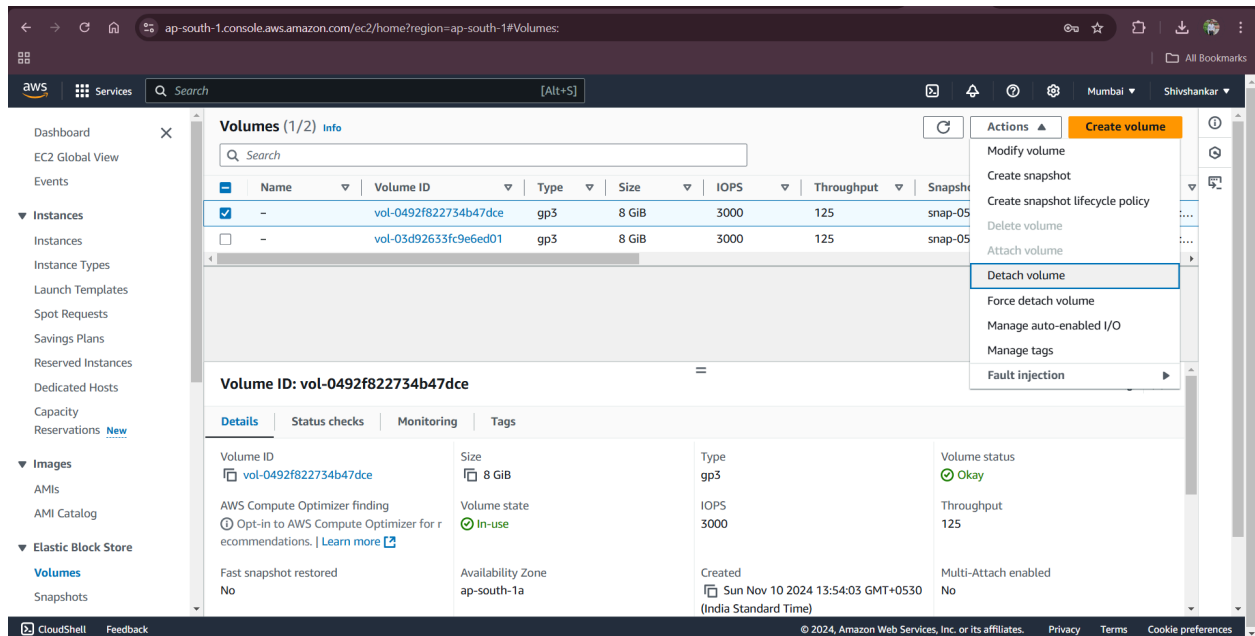 ap-south-1.console.aws.amazon.com/ec2/home?region=ap-south-1#Volumes:
All Bookmarks
aws Services Search [Alt+S] Mumbai Shivshankar
Dashboard
EC2 Global View
Events
Instances
Instances
Instance Types
Launch Templates
Spot Requests
Savings Plans
Reserved Instances
Dedicated Hosts
Capacity
Reservations New
Images
AMIs
AMI Catalog
Elastic Block Store
Volumes
Snapshots
Volumes (1/2) Info
Actions Create volume
Search
Name Volume ID Type Size IOPS Throughput Snapsh
– vol-0492f822734b47dce gp3 8 GiB 3000 125 snap-05 ...
– vol-03d92633fc9e6ed01 gp3 8 GiB 3000 125 snap-05 ...
Modify volume
Create snapshot
Create snapshot lifecycle policy
Delete volume
Attach volume
Detach volume
Force detach volume
Manage auto-enabled I/O
Manage tags
Fault injection
Volume ID: vol-0492f822734b47dce
Details Status checks Monitoring Tags
Volume ID Size Type Volume status
vol-0492f822734b47dce 8 GiB gp3 Okay
AWS Compute Optimizer finding Volume state IOPS Throughput
Opt-in to AWS Compute Optimizer for r In-use 3000 125
ecommendations. | Learn more
Fast snapshot restored Availability Zone Created Multi-Attach enabled
No ap-south-1a Sun Nov 10 2024 13:54:03 GMT+0530 No
(India Standard Time)
CloudShell Feedback © 2024, Amazon Web Services, Inc. or its affiliates. Privacy Terms Cookie preferences